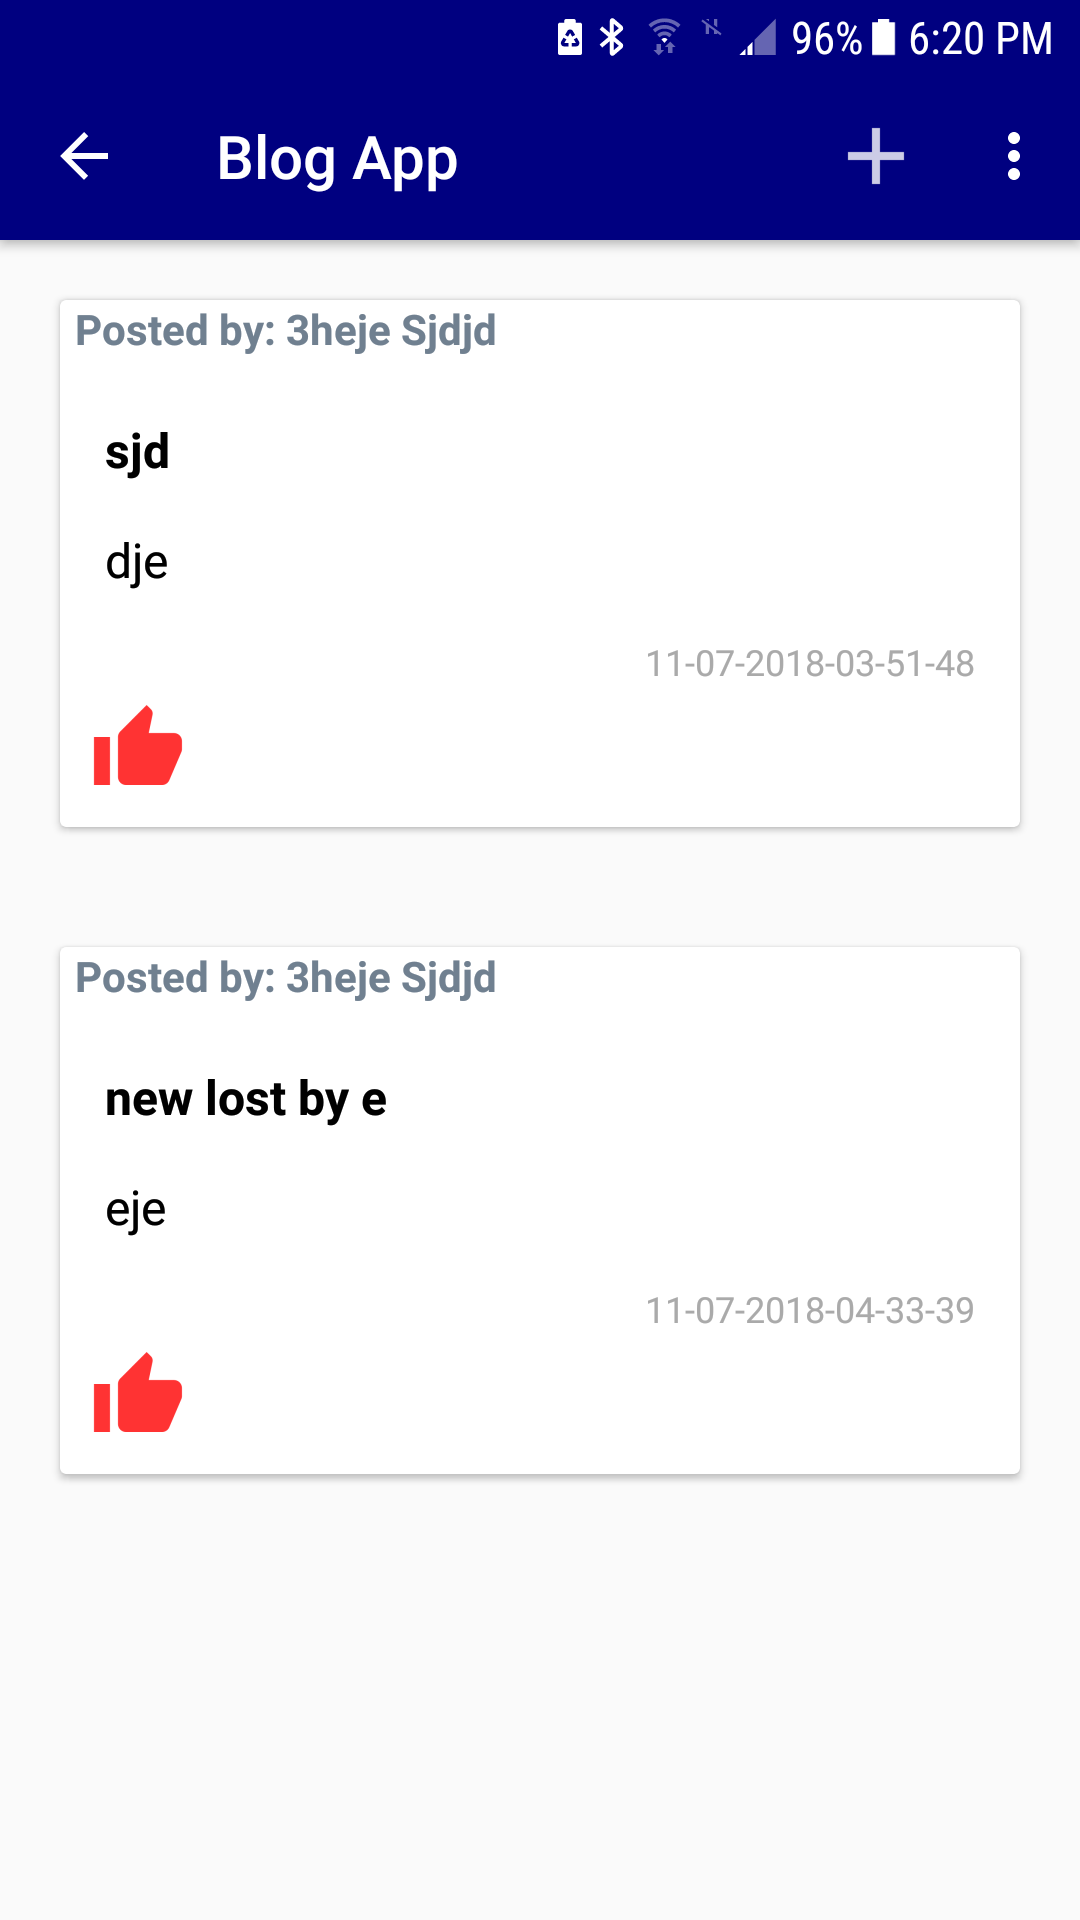 96% 6:20 PM
Blog App
Posted by: 3heje Sjdjd
sjd
dje
11-07-2018-03-51-48
Posted by: 3heje Sjdjd
new lost by e
eje
11-07-2018-04-33-39